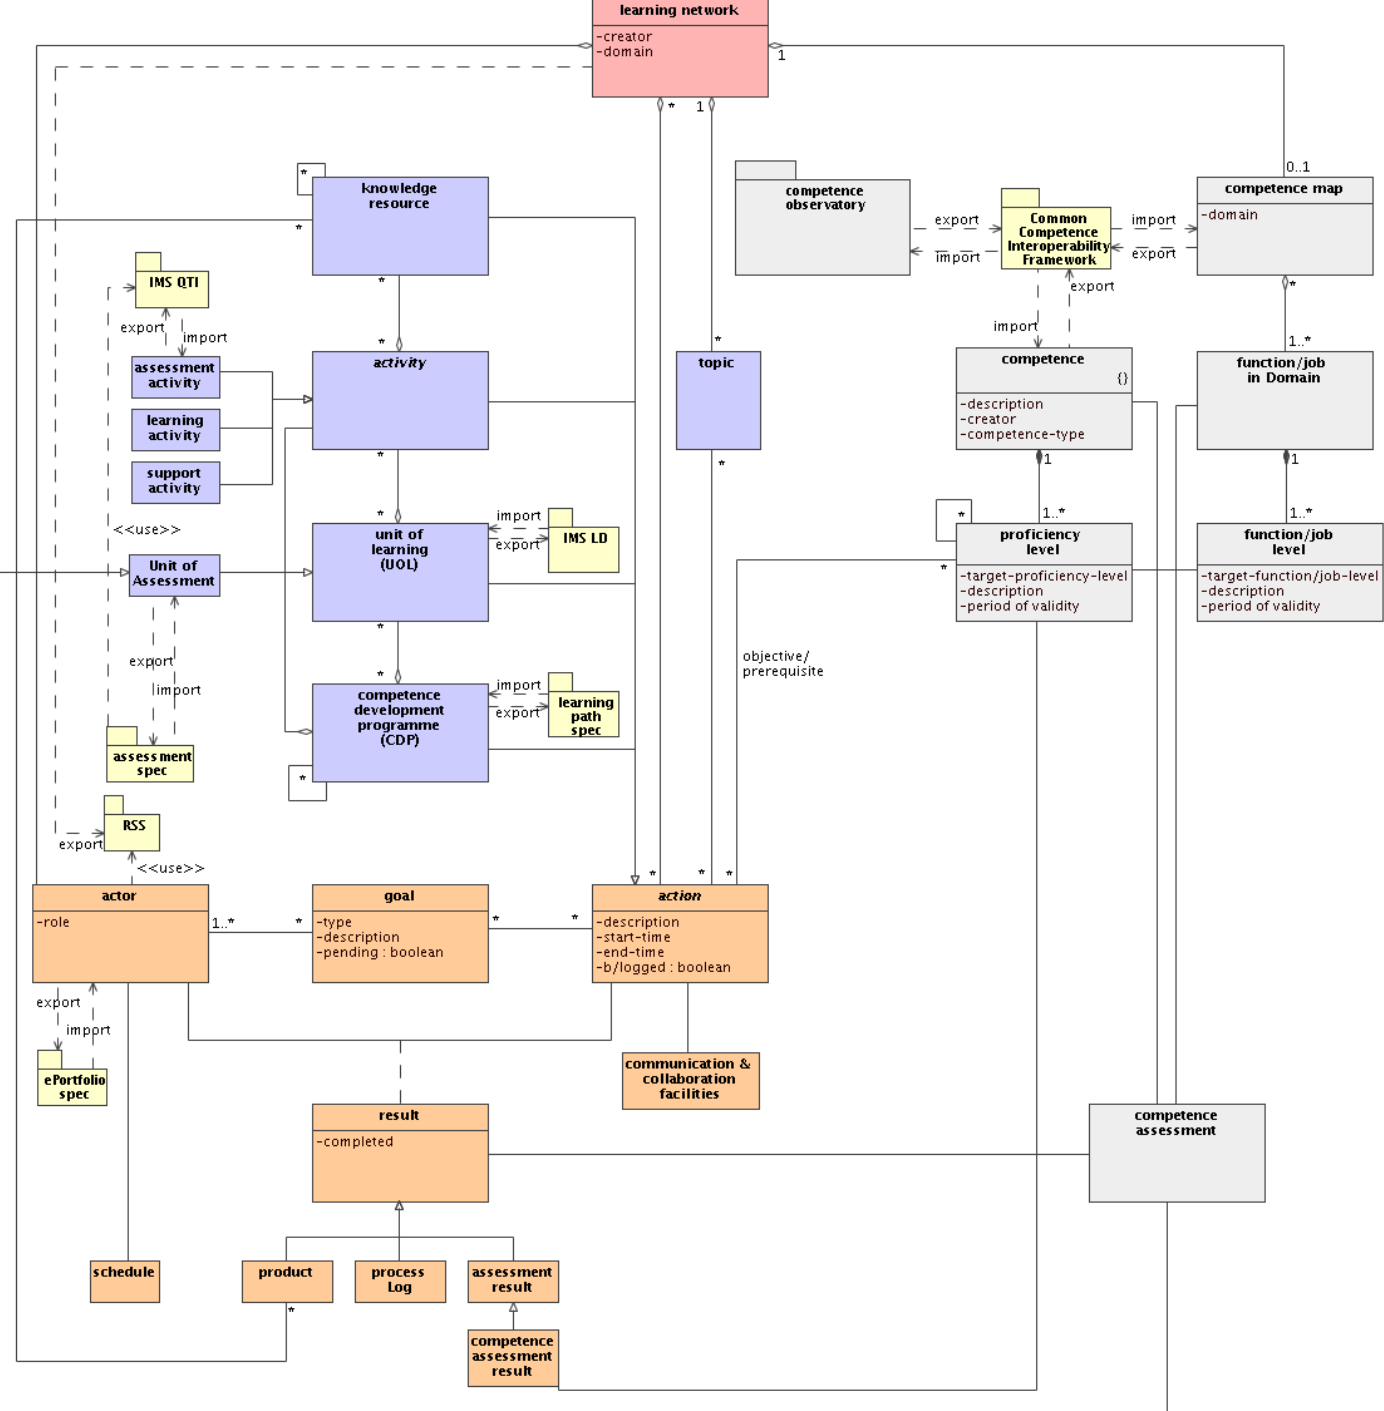 learning network
-creator
-domain
1
*
1
0..1
*
knowledge
resource
*
*
competence
observatory
export
import
Common
Competence
Interoperability
Framework
import
export
competence map
-domain
*
1..*
export
import
IMS QTI
export
import
assessment
activity
learning
activity
support
activity
*
activity
*
*
topic
*
competence
{}
-description
-creator
-competence-type
1
1..*
function/job
in Domain
1
1..*
<<use>>
*
unit of
learning
(UOL)
*
import
export
IMS LD
Unit of
Assessment
export
import
*
*
proficiency
level
-target-proficiency-level
-description
-period of validity
function/job
level
-target-function/job-level
-description
-period of validity
objective/
prerequisite
*
competence
development
programme
(CDP)
*
import
export
learning
path
spec
assessment
spec
RSS
export
<<use>>
*
*
*
actor
-role
1..*
*
goal
-type
-description
-pending : boolean
*
*
action
-description
-start-time
-end-time
-b/logged : boolean
export
import
ePortfolio
spec
communication &
collaboration
facilities
result
-completed
competence
assessment
schedule
product
*
process
Log
assessment
result
competence
assessment
result